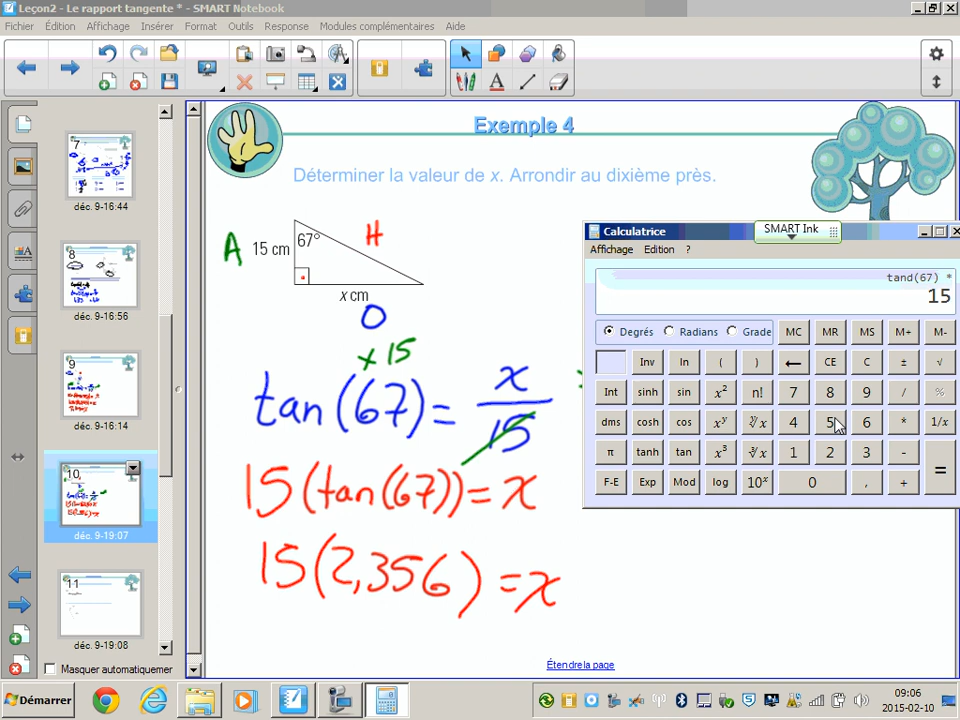 Leçon2 - Le rapport tangente * - SMART Notebook
Fichier Édition Affichage Insérer Format Outils Response Modules complémentaires Aide
7
déc. 9-16:44
8
déc. 9-16:56
9
déc. 9-16:14
10
déc. 9-19:07
11
déc. 9-19:08
Masquer automatiquemer
Exemple 4
Déterminer la valeur de x. Arrondir au dixième près.
A 15 cm 67° H
x cm
O
x 15
tan(67) = x/15
15(tan(67)) = x
15(2,356) = x
Étendre la page
Calculatrice
SMART Ink
Affichage Edition ?
tand(67) *
15
Degrés Radians Grade MC MR MS M+ M-
Inv ln ( ) ← CE C ± √
Int sinh sin x² n! 7 8 9 / %
dms cosh cos xʸ ʸ√x 4 5 6 * 1/x
π tanh tan x³ ³√x 1 2 3 - =
F-E Exp Mod log 10ˣ 0 , +
Démarrer
09:06
2015-02-10